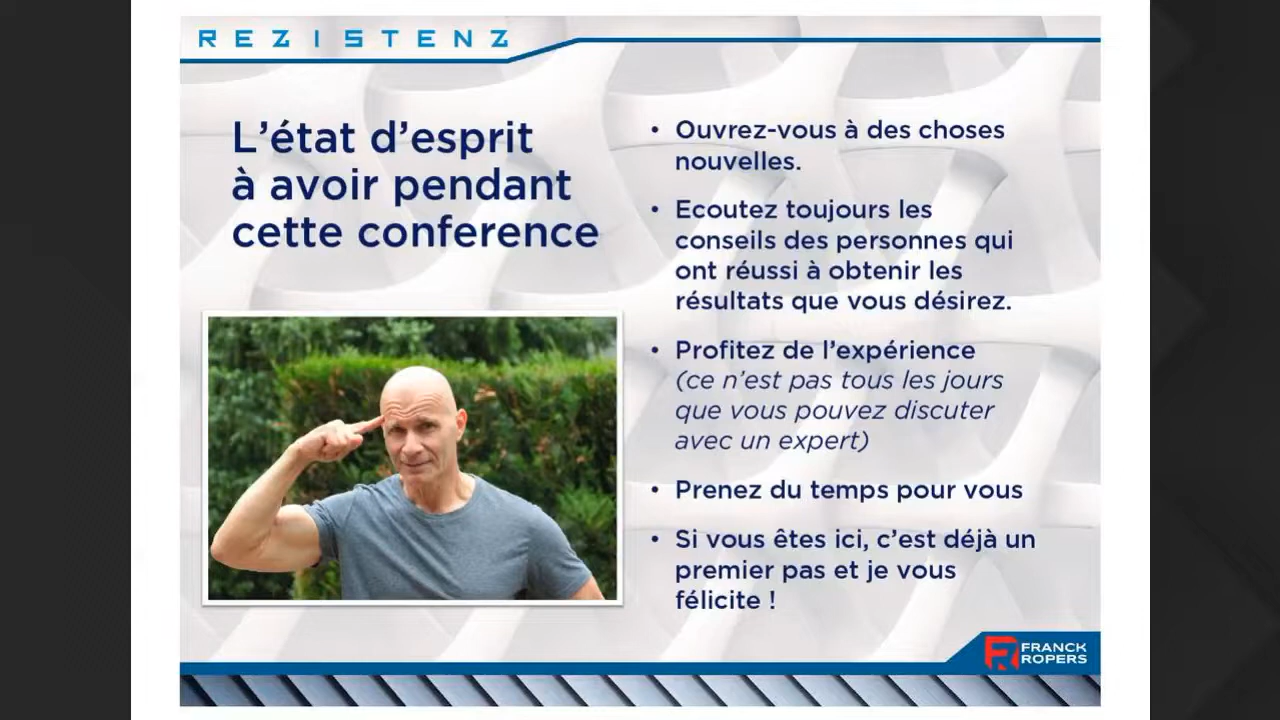 REZISTENZ
L’état d’esprit
à avoir pendant
cette conference
• Ouvrez-vous à des choses
nouvelles.
• Ecoutez toujours les
conseils des personnes qui
ont réussi à obtenir les
résultats que vous désirez.
• Profitez de l’expérience
(ce n’est pas tous les jours
que vous pouvez discuter
avec un expert)
• Prenez du temps pour vous
• Si vous êtes ici, c’est déjà un
premier pas et je vous
félicite !
FRANCK
ROPERS